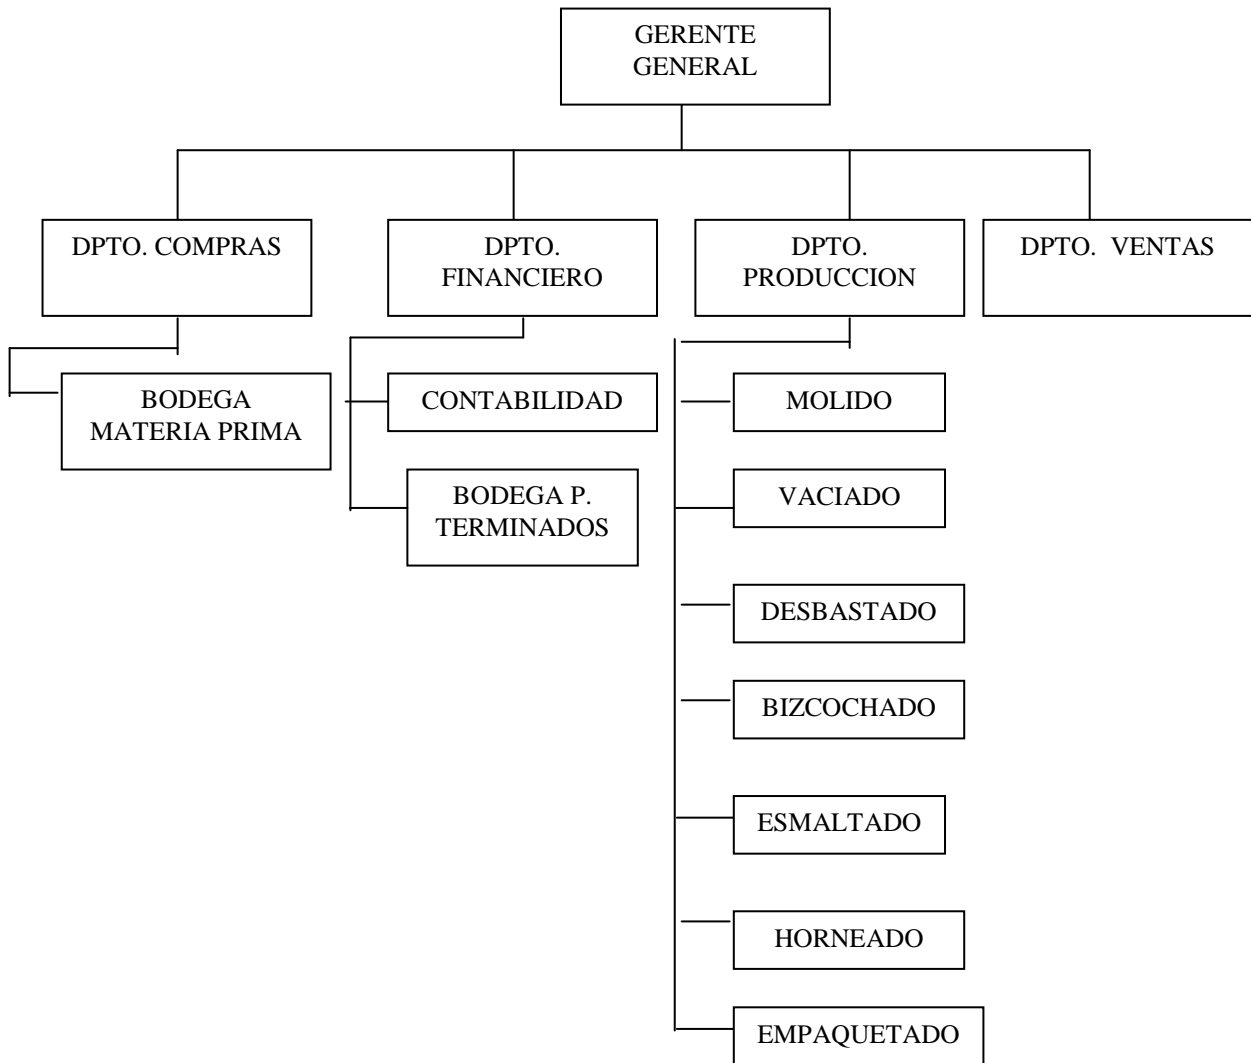 GERENTE
GENERAL
DPTO. COMPRAS
DPTO.
FINANCIERO
DPTO.
PRODUCCION
DPTO. VENTAS
BODEGA
MATERIA PRIMA
CONTABILIDAD
BODEGA P.
TERMINADOS
MOLIDO
VACIADO
DESBASTADO
BIZCOCHADO
ESMALTADO
HORNEADO
EMPAQUETADO